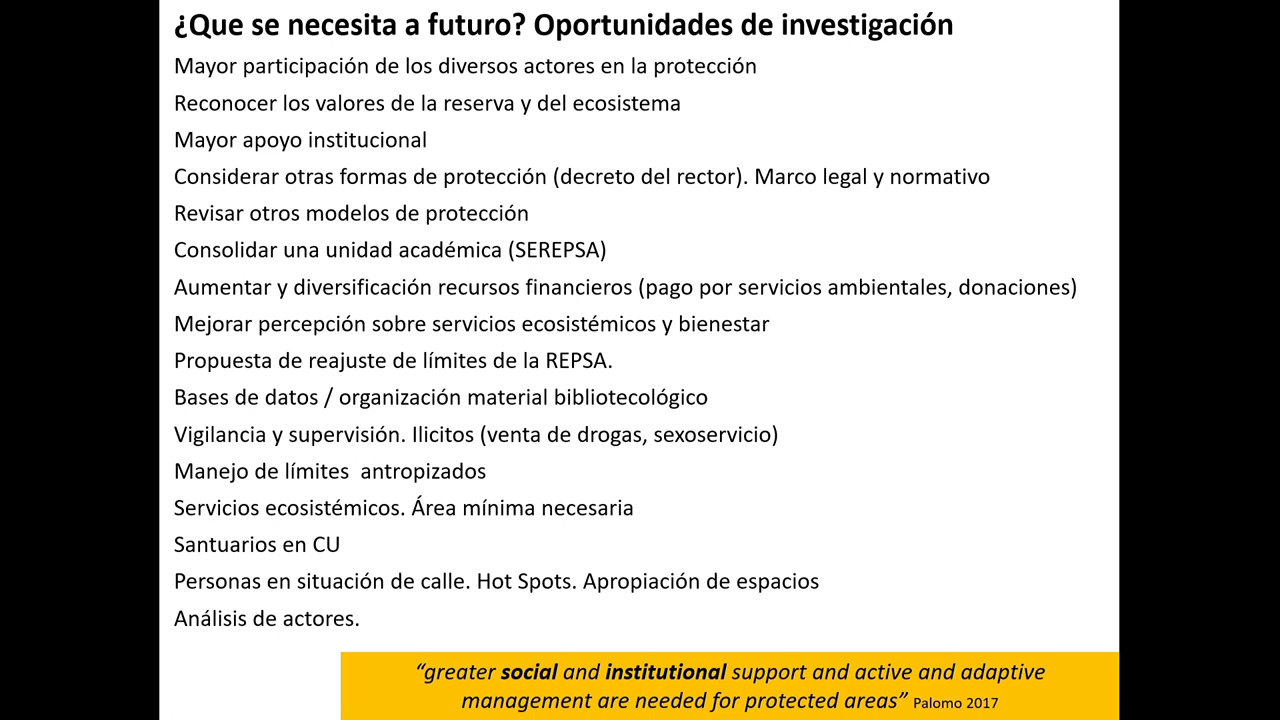 ¿Que se necesita a futuro? Oportunidades de investigación
Mayor participación de los diversos actores en la protección
Reconocer los valores de la reserva y del ecosistema
Mayor apoyo institucional
Considerar otras formas de protección (decreto del rector). Marco legal y normativo
Revisar otros modelos de protección
Consolidar una unidad académica (SEREPSA)
Aumentar y diversificación recursos financieros (pago por servicios ambientales, donaciones)
Mejorar percepción sobre servicios ecosistémicos y bienestar
Propuesta de reajuste de límites de la REPSA.
Bases de datos / organización material bibliotecológico
Vigilancia y supervisión. Ilicitos (venta de drogas, sexoservicio)
Manejo de límites  antropizados
Servicios ecosistémicos. Área mínima necesaria
Santuarios en CU
Personas en situación de calle. Hot Spots. Apropiación de espacios
Análisis de actores.
“greater social and institutional support and active and adaptive
management are needed for protected areas” Palomo 2017